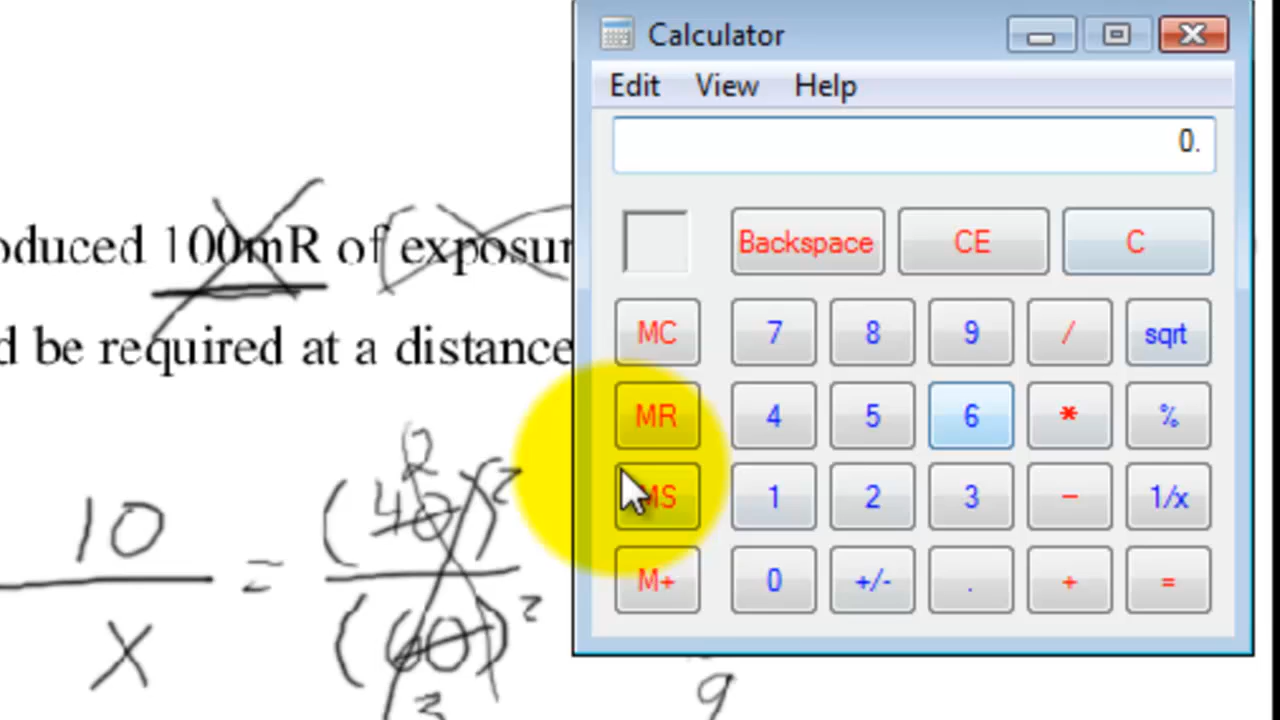 Calculator
Edit View Help
0.
Backspace CE C
MC 7 8 9 / sqrt
MR 4 5 6 * %
MS 1 2 3 - 1/x
M+ 0 +/- . + =
oduced 100mR of exposur
d be required at a distance
2
10 = (40)²
x (60)²
3
9